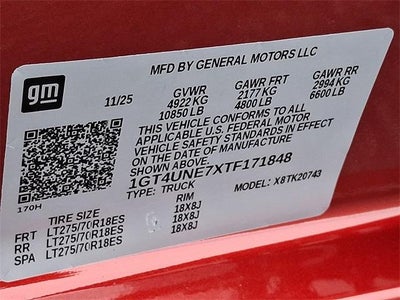 gm
MFD BY GENERAL MOTORS LLC
11/25 GVWR GAWR FRT GAWR RR
4922 KG 2177 KG 2994 KG
10850 LB 4800 LB 6600 LB
THIS VEHICLE CONFORMS TO ALL
APPLICABLE U.S. FEDERAL MOTOR
VEHICLE SAFETY STANDARDS IN EFFECT
ON THE DATE OF MANUFACTURE SHOWN ABOVE.
1GT4UNE7XTF171848
TYPE: TRUCK X8TK20743
170H
TIRE SIZE RIM
FRT LT275/70R18ES 18X8J
RR LT275/70R18ES 18X8J
SPA LT275/70R18ES 18X8J